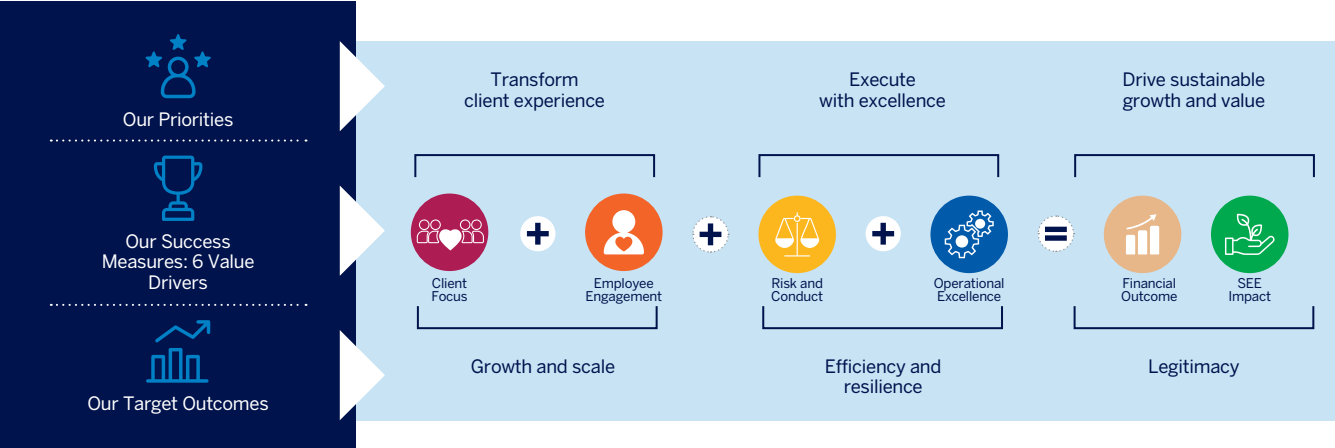 Our Priorities
Transform
client experience
Execute
with excellence
Drive sustainable
growth and value
Our Success
Measures: 6 Value
Drivers
Client
Focus
Employee
Engagement
Risk and
Conduct
Operational
Excellence
Financial
Outcome
SEE
Impact
Our Target Outcomes
Growth and scale
Efficiency and
resilience
Legitimacy